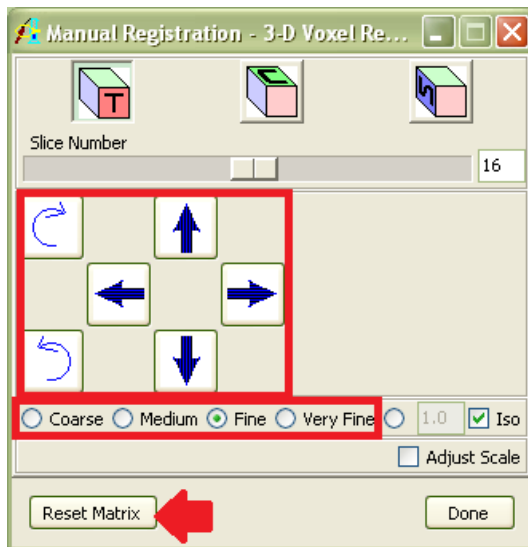 Manual Registration - 3-D Voxel Re...
T
Slice Number
16
Coarse Medium Fine Very Fine 1.0 Iso
Adjust Scale
Reset Matrix Done